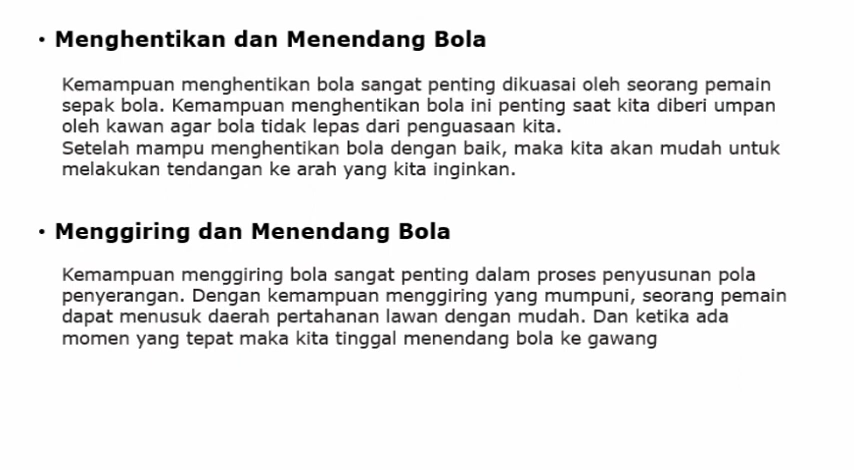 • Menghentikan dan Menendang Bola
Kemampuan menghentikan bola sangat penting dikuasai oleh seorang pemain
sepak bola. Kemampuan menghentikan bola ini penting saat kita diberi umpan
oleh kawan agar bola tidak lepas dari penguasaan kita.
Setelah mampu menghentikan bola dengan baik, maka kita akan mudah untuk
melakukan tendangan ke arah yang kita inginkan.
• Menggiring dan Menendang Bola
Kemampuan menggiring bola sangat penting dalam proses penyusunan pola
penyerangan. Dengan kemampuan menggiring yang mumpuni, seorang pemain
dapat menusuk daerah pertahanan lawan dengan mudah. Dan ketika ada
momen yang tepat maka kita tinggal menendang bola ke gawang